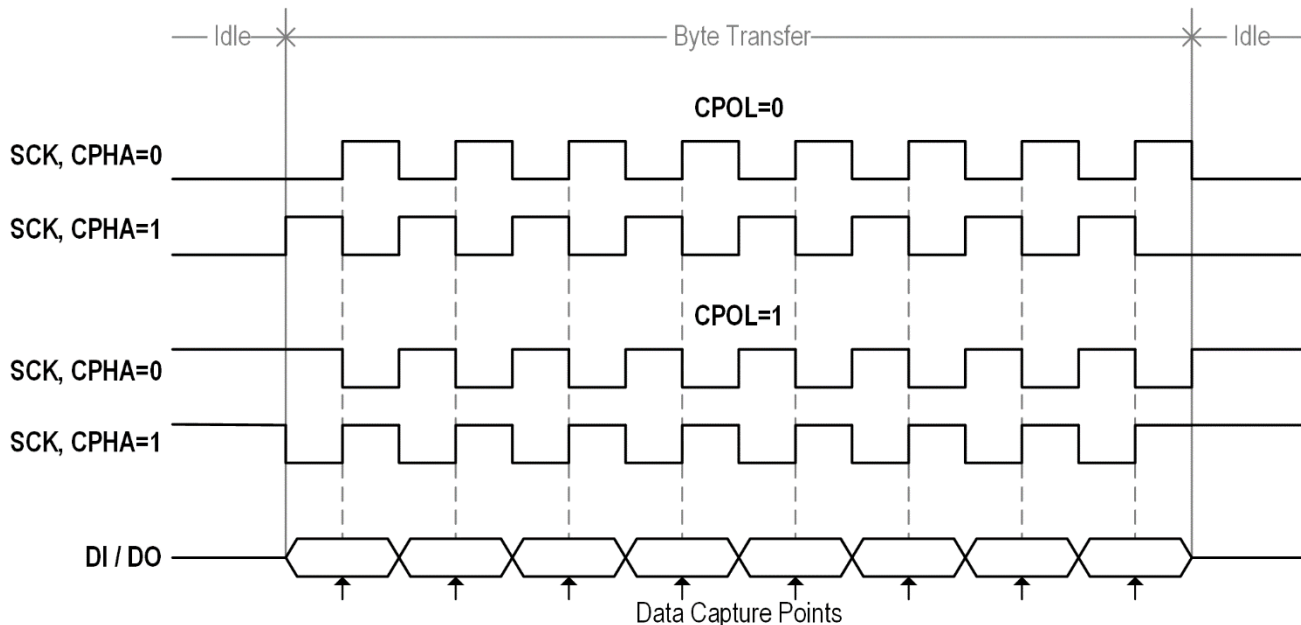 Idle
Byte Transfer
Idle
CPOL=0
SCK, CPHA=0
SCK, CPHA=1
CPOL=1
SCK, CPHA=0
SCK, CPHA=1
DI / DO
Data Capture Points